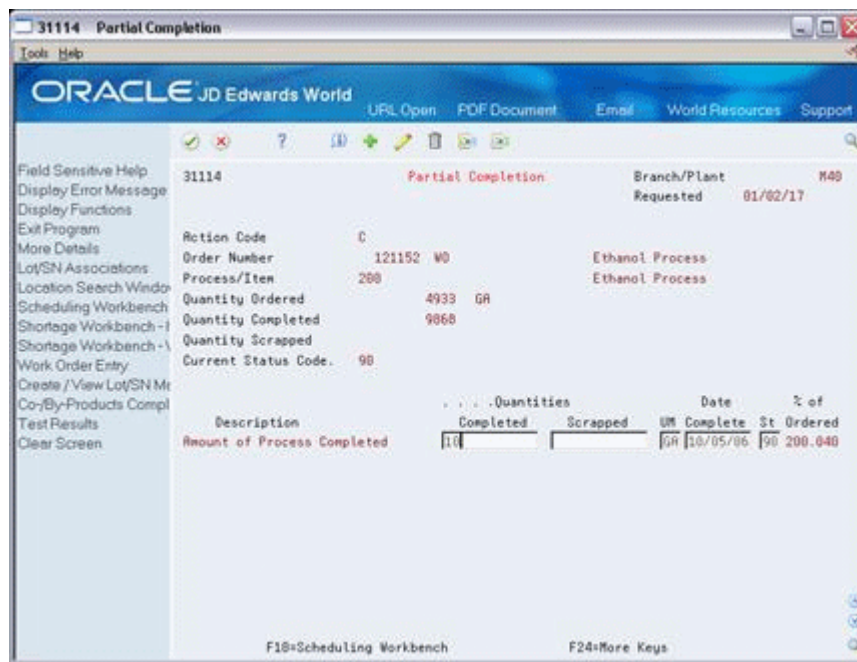 31114 Partial Completion
Tools Help
ORACLE JD Edwards World
URL Open PDF Document Email World Resources Support
Field Sensitive Help
Display Error Message
Display Functions
Exit Program
More Details
Lot/SN Associations
Location Search Windo
Scheduling Workbench
Shortage Workbench - I
Shortage Workbench - V
Work Order Entry
Create / View Lot/SN Me
Co-/By-Products Compl
Test Results
Clear Screen
31114 Partial Completion Branch/Plant M40
Requested 01/02/17
Action Code C
Order Number 121152 WO Ethanol Process
Process/Item 200 Ethanol Process
Quantity Ordered 4933 GA
Quantity Completed 9868
Quantity Scrapped
Current Status Code. 90
. . . .Quantities Date % of
Description Completed Scrapped UM Complete St Ordered
Amount of Process Completed 10 GA 10/05/06 90 200.040
F18=Scheduling Workbench F24=More Keys